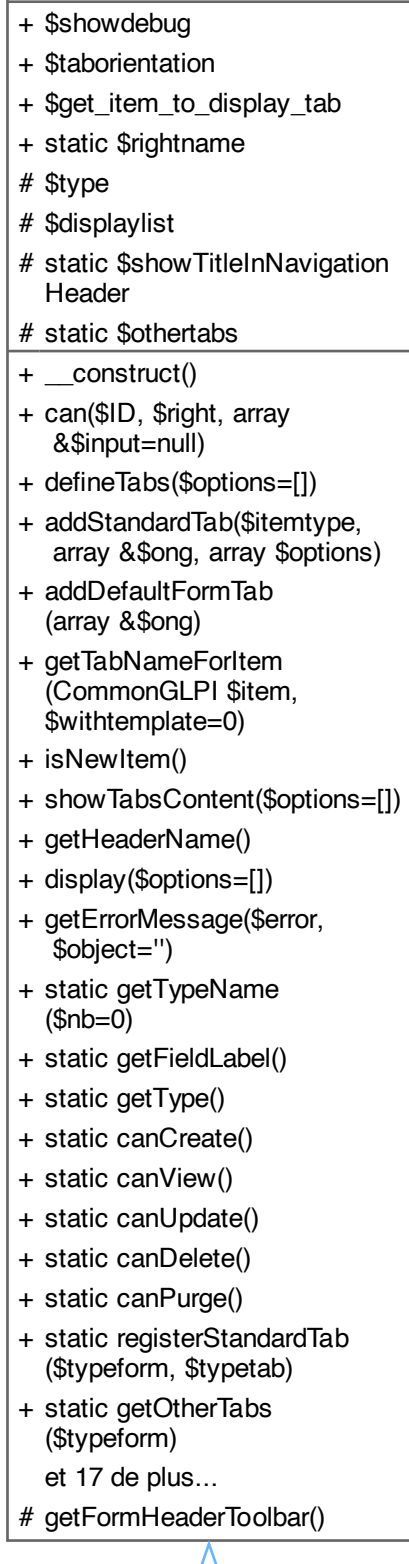 + $showdebug
+ $taborientation
+ $get_item_to_display_tab
+ static $rightname
# $type
# $displaylist
# static $showTitleInNavigation
Header
# static $othertabs
+ __construct()
+ can($ID, $right, array
&$input=null)
+ defineTabs($options=[])
+ addStandardTab($itemtype,
array &$ong, array $options)
+ addDefaultFormTab
(array &$ong)
+ getTabNameForItem
(CommonGLPI $item,
$withtemplate=0)
+ isNewItem()
+ showTabsContent($options=[])
+ getHeaderName()
+ display($options=[])
+ getErrorMessage($error,
$object='')
+ static getTypeName
($nb=0)
+ static getFieldLabel()
+ static getType()
+ static canCreate()
+ static canView()
+ static canUpdate()
+ static canDelete()
+ static canPurge()
+ static registerStandardTab
($typeform, $typetab)
+ static getOtherTabs
($typeform)
et 17 de plus...
# getFormHeaderToolbar()